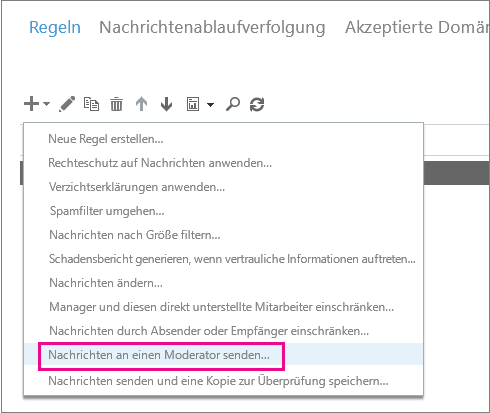 Regeln Nachrichtenablaufverfolgung Akzeptierte Domän
Neue Regel erstellen...
Rechteschutz auf Nachrichten anwenden...
Verzichtserklärungen anwenden...
Spamfilter umgehen...
Nachrichten nach Größe filtern...
Schadensbericht generieren, wenn vertrauliche Informationen auftreten...
Nachrichten ändern...
Manager und diesen direkt unterstellte Mitarbeiter einschränken...
Nachrichten durch Absender oder Empfänger einschränken...
Nachrichten an einen Moderator senden...
Nachrichten senden und eine Kopie zur Überprüfung speichern...